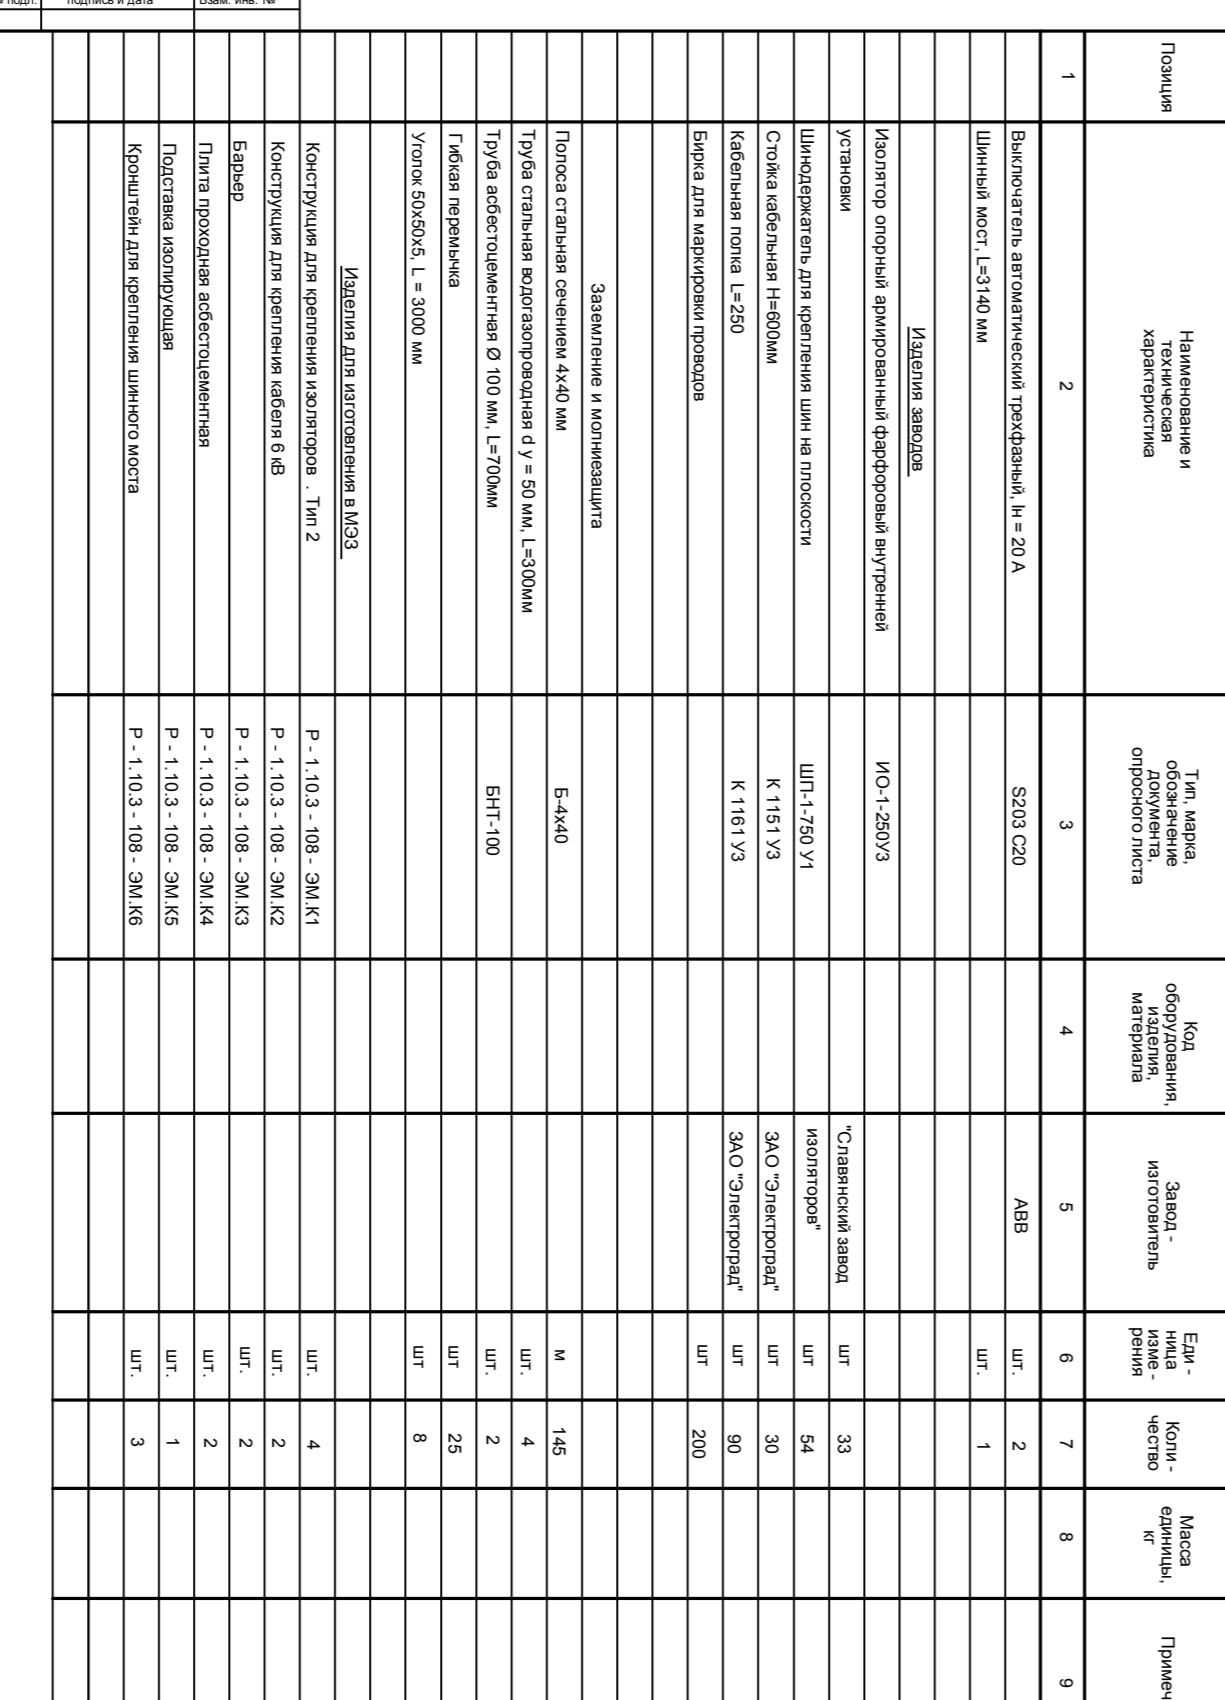 Позиция
Наименование и
техническая
характеристика
Тип, марка,
обозначение
документа,
опросного листа
Код
оборудования,
изделия,
материала
Завод -
изготовитель
Еди -
ница
изме -
рения
Коли -
чество
Масса
единицы,
кг
Примеч
1 2 3 4 5 6 7 8 9
Выключатель автоматический трехфазный, Iн = 20 А S203 C20 ABB шт. 2
Шинный мост, L=3140 мм шт. 1
Изделия заводов
Изолятор опорный армированный фарфоровый внутренней ИО-1-250У3
установки "Славянский завод шт 33
Шинодержатель для крепления шин на плоскости ШП-1-750 У1 изоляторов" шт 54
Стойка кабельная H=600мм К 1151 У3 ЗАО "Электроград" шт 30
Кабельная полка L=250 К 1161 У3 ЗАО "Электроград" шт 90
Бирка для маркировки проводов шт 200
Заземление и молниезащита
Полоса стальная сечением 4х40 мм Б-4х40 м 145
Труба стальная водогазопроводная d у = 50 мм, L=300мм шт. 4
Труба асбестоцементная Ø 100 мм, L=700мм БНТ-100 шт. 2
Гибкая перемычка шт 25
Уголок 50х50х5, L = 3000 мм шт 8
Изделия для изготовления в МЭЗ
Конструкция для крепления изоляторов . Тип 2 Р - 1.10.3 - 108 - ЭМ.К1 шт. 4
Конструкция для крепления кабеля 6 кВ Р - 1.10.3 - 108 - ЭМ.К2 шт. 2
Барьер Р - 1.10.3 - 108 - ЭМ.К3 шт. 2
Плита проходная асбестоцементная Р - 1.10.3 - 108 - ЭМ.К4 шт. 2
Подставка изолирующая Р - 1.10.3 - 108 - ЭМ.К5 шт. 1
Кронштейн для крепления шинного моста Р - 1.10.3 - 108 - ЭМ.К6 шт. 3
№ подл.
подпись и дата
Взам. инв. №